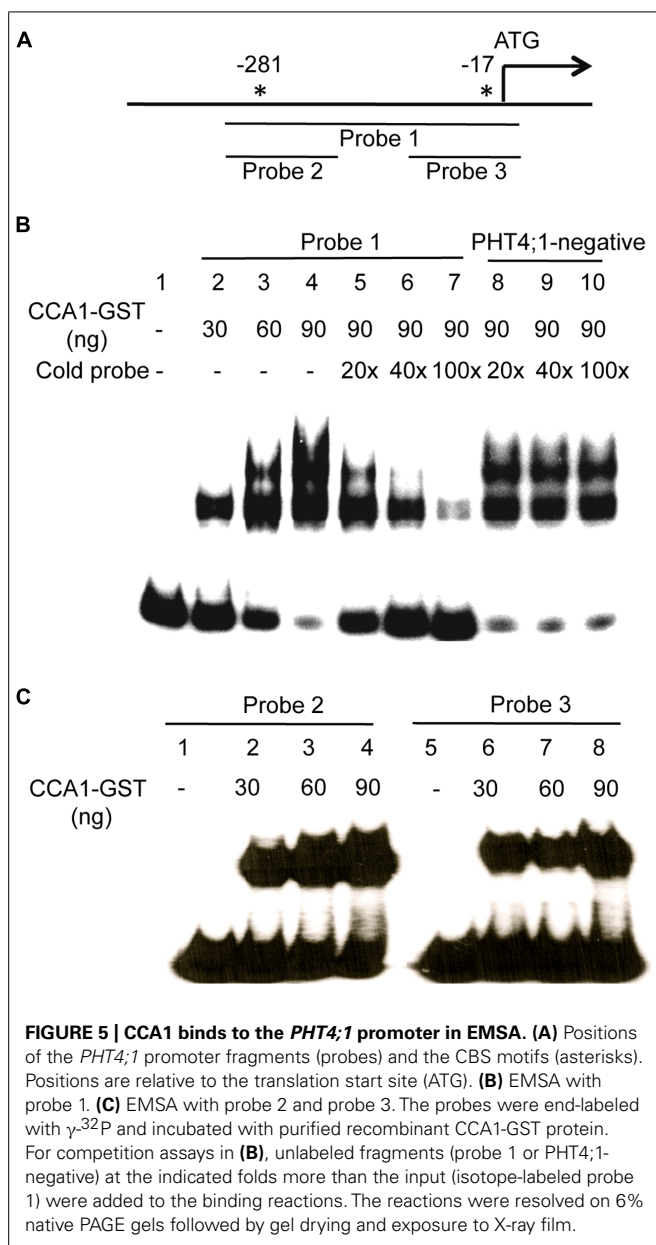 A
ATG
-281 -17
* *
Probe 1
Probe 2 Probe 3
B
Probe 1 PHT4;1-negative
1 2 3 4 5 6 7 8 9 10
CCA1-GST
(ng) - 30 60 90 90 90 90 90 90 90
Cold probe - - - - 20x 40x 100x 20x 40x 100x
C
Probe 2 Probe 3
1 2 3 4 5 6 7 8
CCA1-GST - 30 60 90 - 30 60 90
(ng)
FIGURE 5 | CCA1 binds to the PHT4;1 promoter in EMSA. (A) Positions
of the PHT4;1 promoter fragments (probes) and the CBS motifs (asterisks).
Positions are relative to the translation start site (ATG). (B) EMSA with
probe 1. (C) EMSA with probe 2 and probe 3. The probes were end-labeled
with γ-³²P and incubated with purified recombinant CCA1-GST protein.
For competition assays in (B), unlabeled fragments (probe 1 or PHT4;1-
negative) at the indicated folds more than the input (isotope-labeled probe
1) were added to the binding reactions. The reactions were resolved on 6%
native PAGE gels followed by gel drying and exposure to X-ray film.